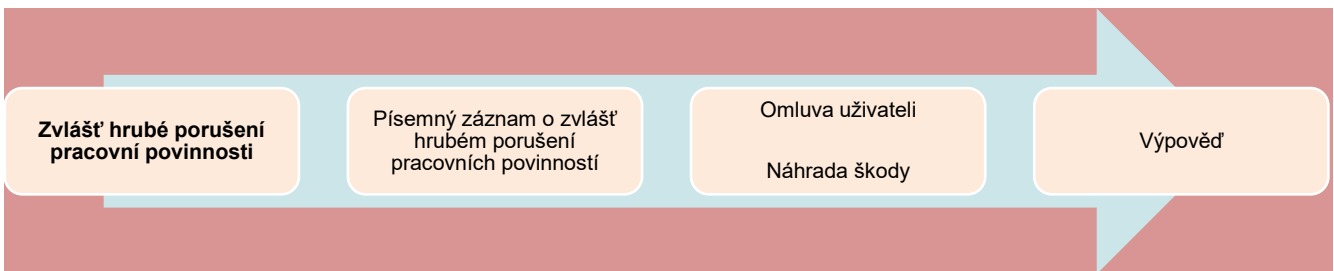 Zvlášť hrubé porušení
pracovní povinnosti
Písemný záznam o zvlášť
hrubém porušení
pracovních povinností
Omluva uživateli
Náhrada škody
Výpověď